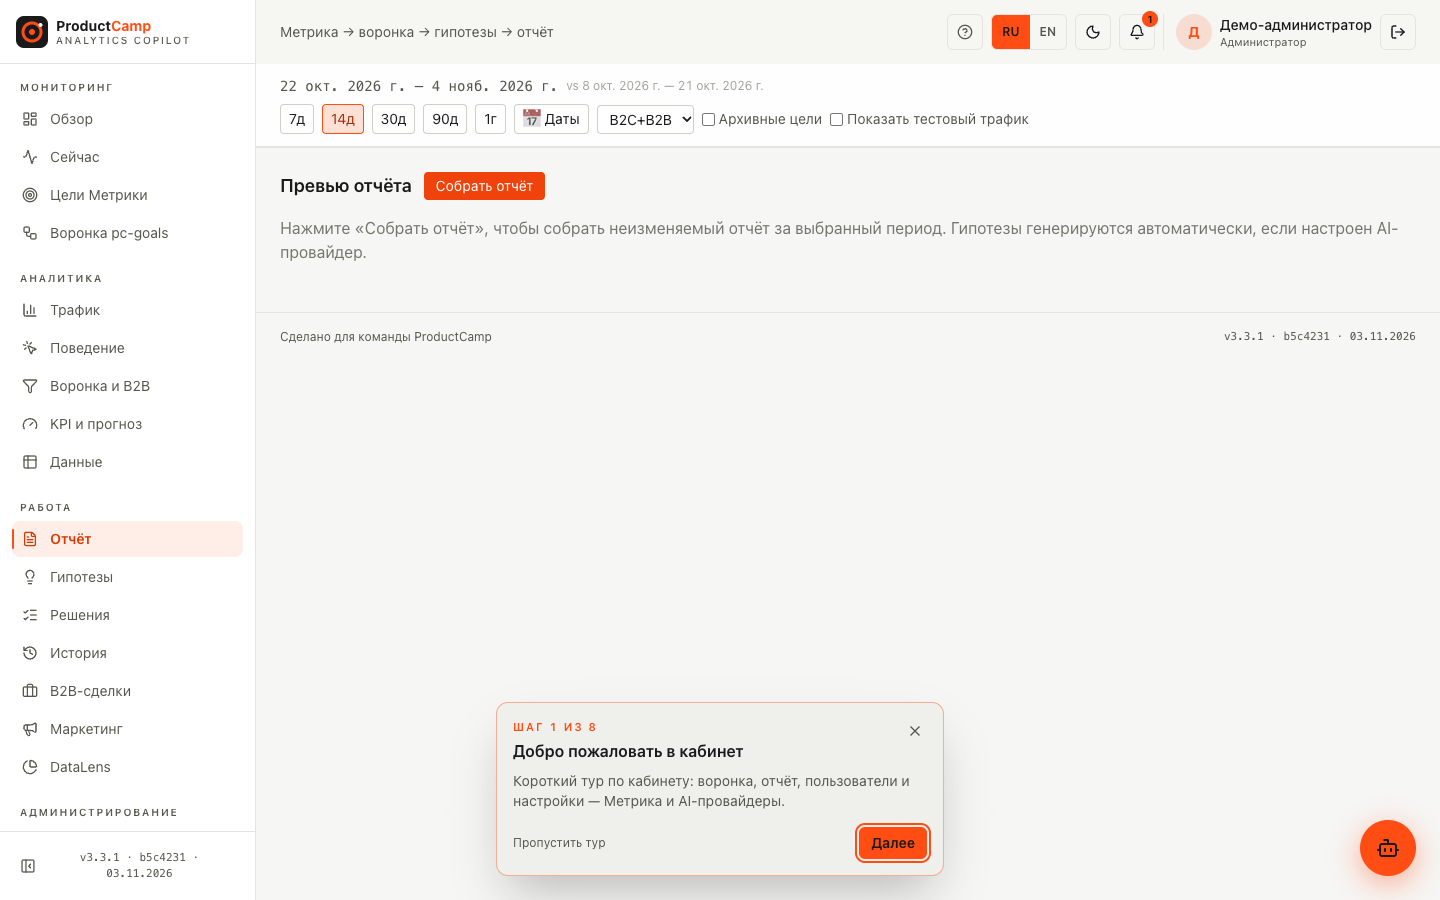 ProductCamp
ANALYTICS COPILOT
МОНИТОРИНГ
Обзор
Сейчас
Цели Метрики
Воронка pc-goals
АНАЛИТИКА
Трафик
Поведение
Воронка и B2B
KPI и прогноз
Данные
РАБОТА
Отчёт
Гипотезы
Решения
История
B2B-сделки
Маркетинг
DataLens
АДМИНИСТРИРОВАНИЕ
v3.3.1 · b5c4231 ·
03.11.2026
Метрика → воронка → гипотезы → отчёт
RU EN
1
Д
Демо-администратор
Администратор
22 окт. 2026 г. — 4 нояб. 2026 г. vs 8 окт. 2026 г. — 21 окт. 2026 г.
7д 14д 30д 90д 1г 📅 Даты B2C+B2B Архивные цели Показать тестовый трафик
Превью отчёта Собрать отчёт
Нажмите «Собрать отчёт», чтобы собрать неизменяемый отчёт за выбранный период. Гипотезы генерируются автоматически, если настроен AI-
провайдер.
Сделано для команды ProductCamp
v3.3.1 · b5c4231 · 03.11.2026
ШАГ 1 ИЗ 8
Добро пожаловать в кабинет
Короткий тур по кабинету: воронка, отчёт, пользователи и
настройки — Метрика и AI-провайдеры.
Пропустить тур Далее